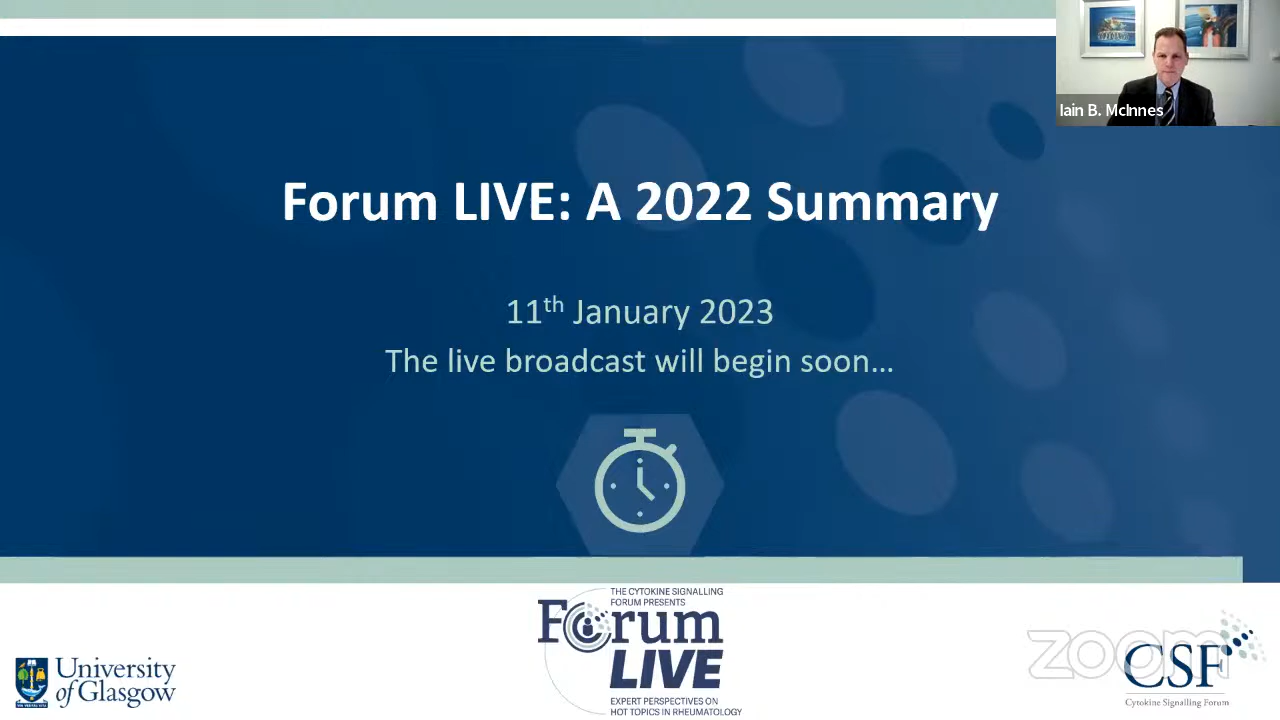 Iain B. McInnes
Forum LIVE: A 2022 Summary
11th January 2023
The live broadcast will begin soon...
THE CYTOKINE SIGNALLING
FORUM PRESENTS
Forum
LIVE
EXPERT PERSPECTIVES ON
HOT TOPICS IN RHEUMATOLOGY
University
of Glasgow
zoom
CSF
Cytokine Signalling Forum